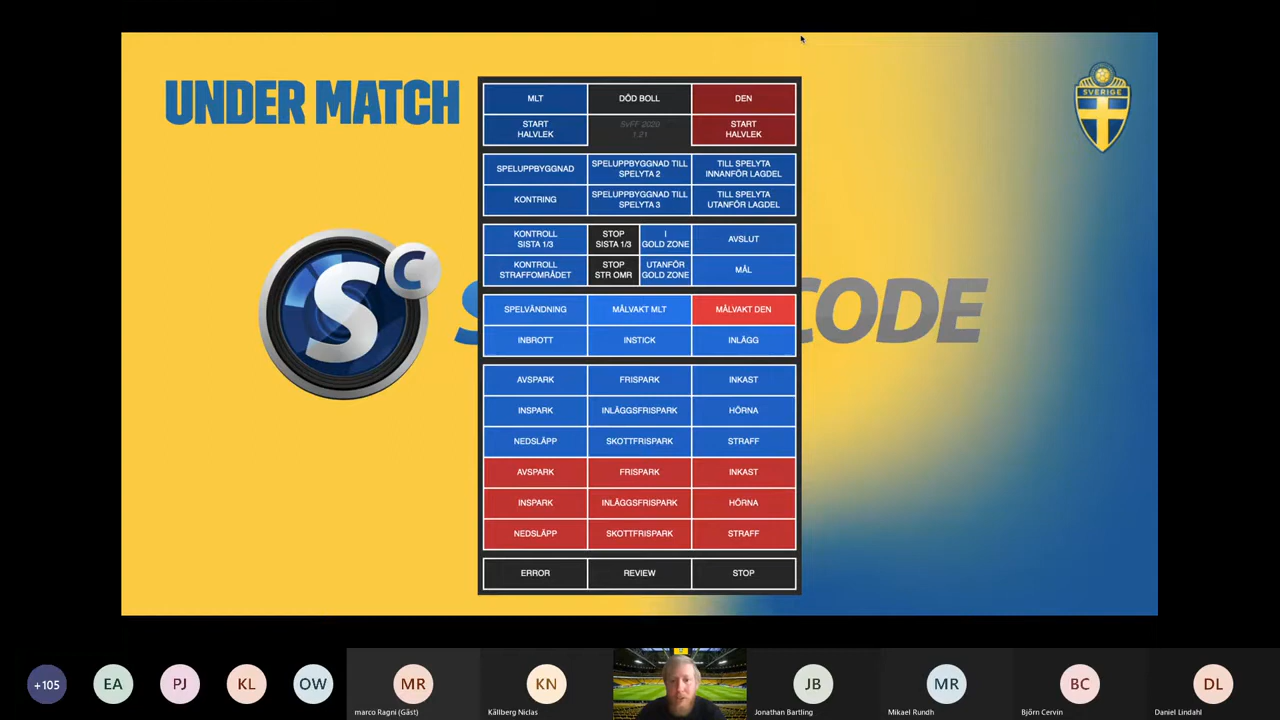 UNDER MATCH
SVERIGE
MLT
DÖD BOLL
DEN
START
HALVLEK
SvFF 2020
1.21
START
HALVLEK
SPELUPPBYGGNAD
SPELUPPBYGGNAD TILL
SPELYTA 2
TILL SPELYTA
INNANFÖR LAGDEL
KONTRING
SPELUPPBYGGNAD TILL
SPELYTA 3
TILL SPELYTA
UTANFÖR LAGDEL
KONTROLL
SISTA 1/3
STOP
SISTA 1/3
I
GOLD ZONE
AVSLUT
KONTROLL
STRAFFOMRÅDET
STOP
STR OMR
UTANFÖR
GOLD ZONE
MÅL
S
C
S
CODE
SPELVÄNDNING
MÅLVAKT MLT
MÅLVAKT DEN
INBROTT
INSTICK
INLÄGG
AVSPARK
FRISPARK
INKAST
INSPARK
INLÄGGSFRISPARK
HÖRNA
NEDSLÄPP
SKOTTFRISPARK
STRAFF
AVSPARK
FRISPARK
INKAST
INSPARK
INLÄGGSFRISPARK
HÖRNA
NEDSLÄPP
SKOTTFRISPARK
STRAFF
ERROR
REVIEW
STOP
+105
EA
PJ
KL
OW
MR
KN
JB
MR
BC
DL
marco Ragni (Gäst)
Källberg Niclas
Jonathan Bartling
Mikael Rundh
Björn Cervin
Daniel Lindahl